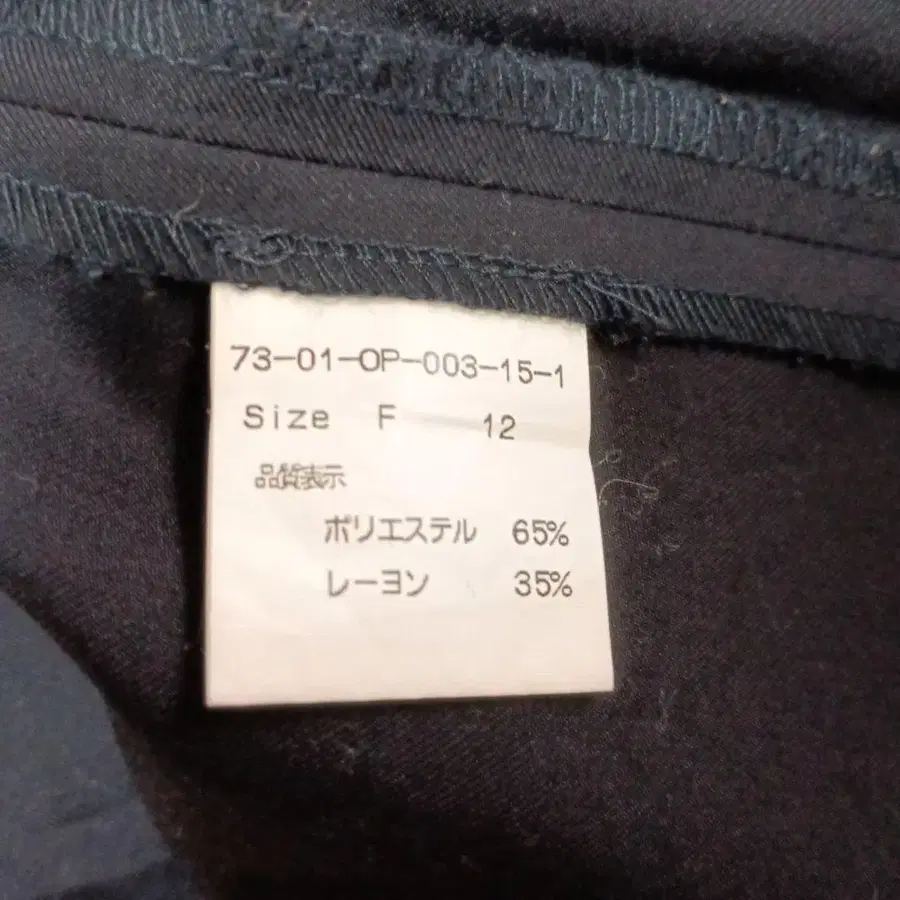 73-01-OP-003-15-1
Size F 12
品質表示
ポリエステル 65%
レーヨン 35%